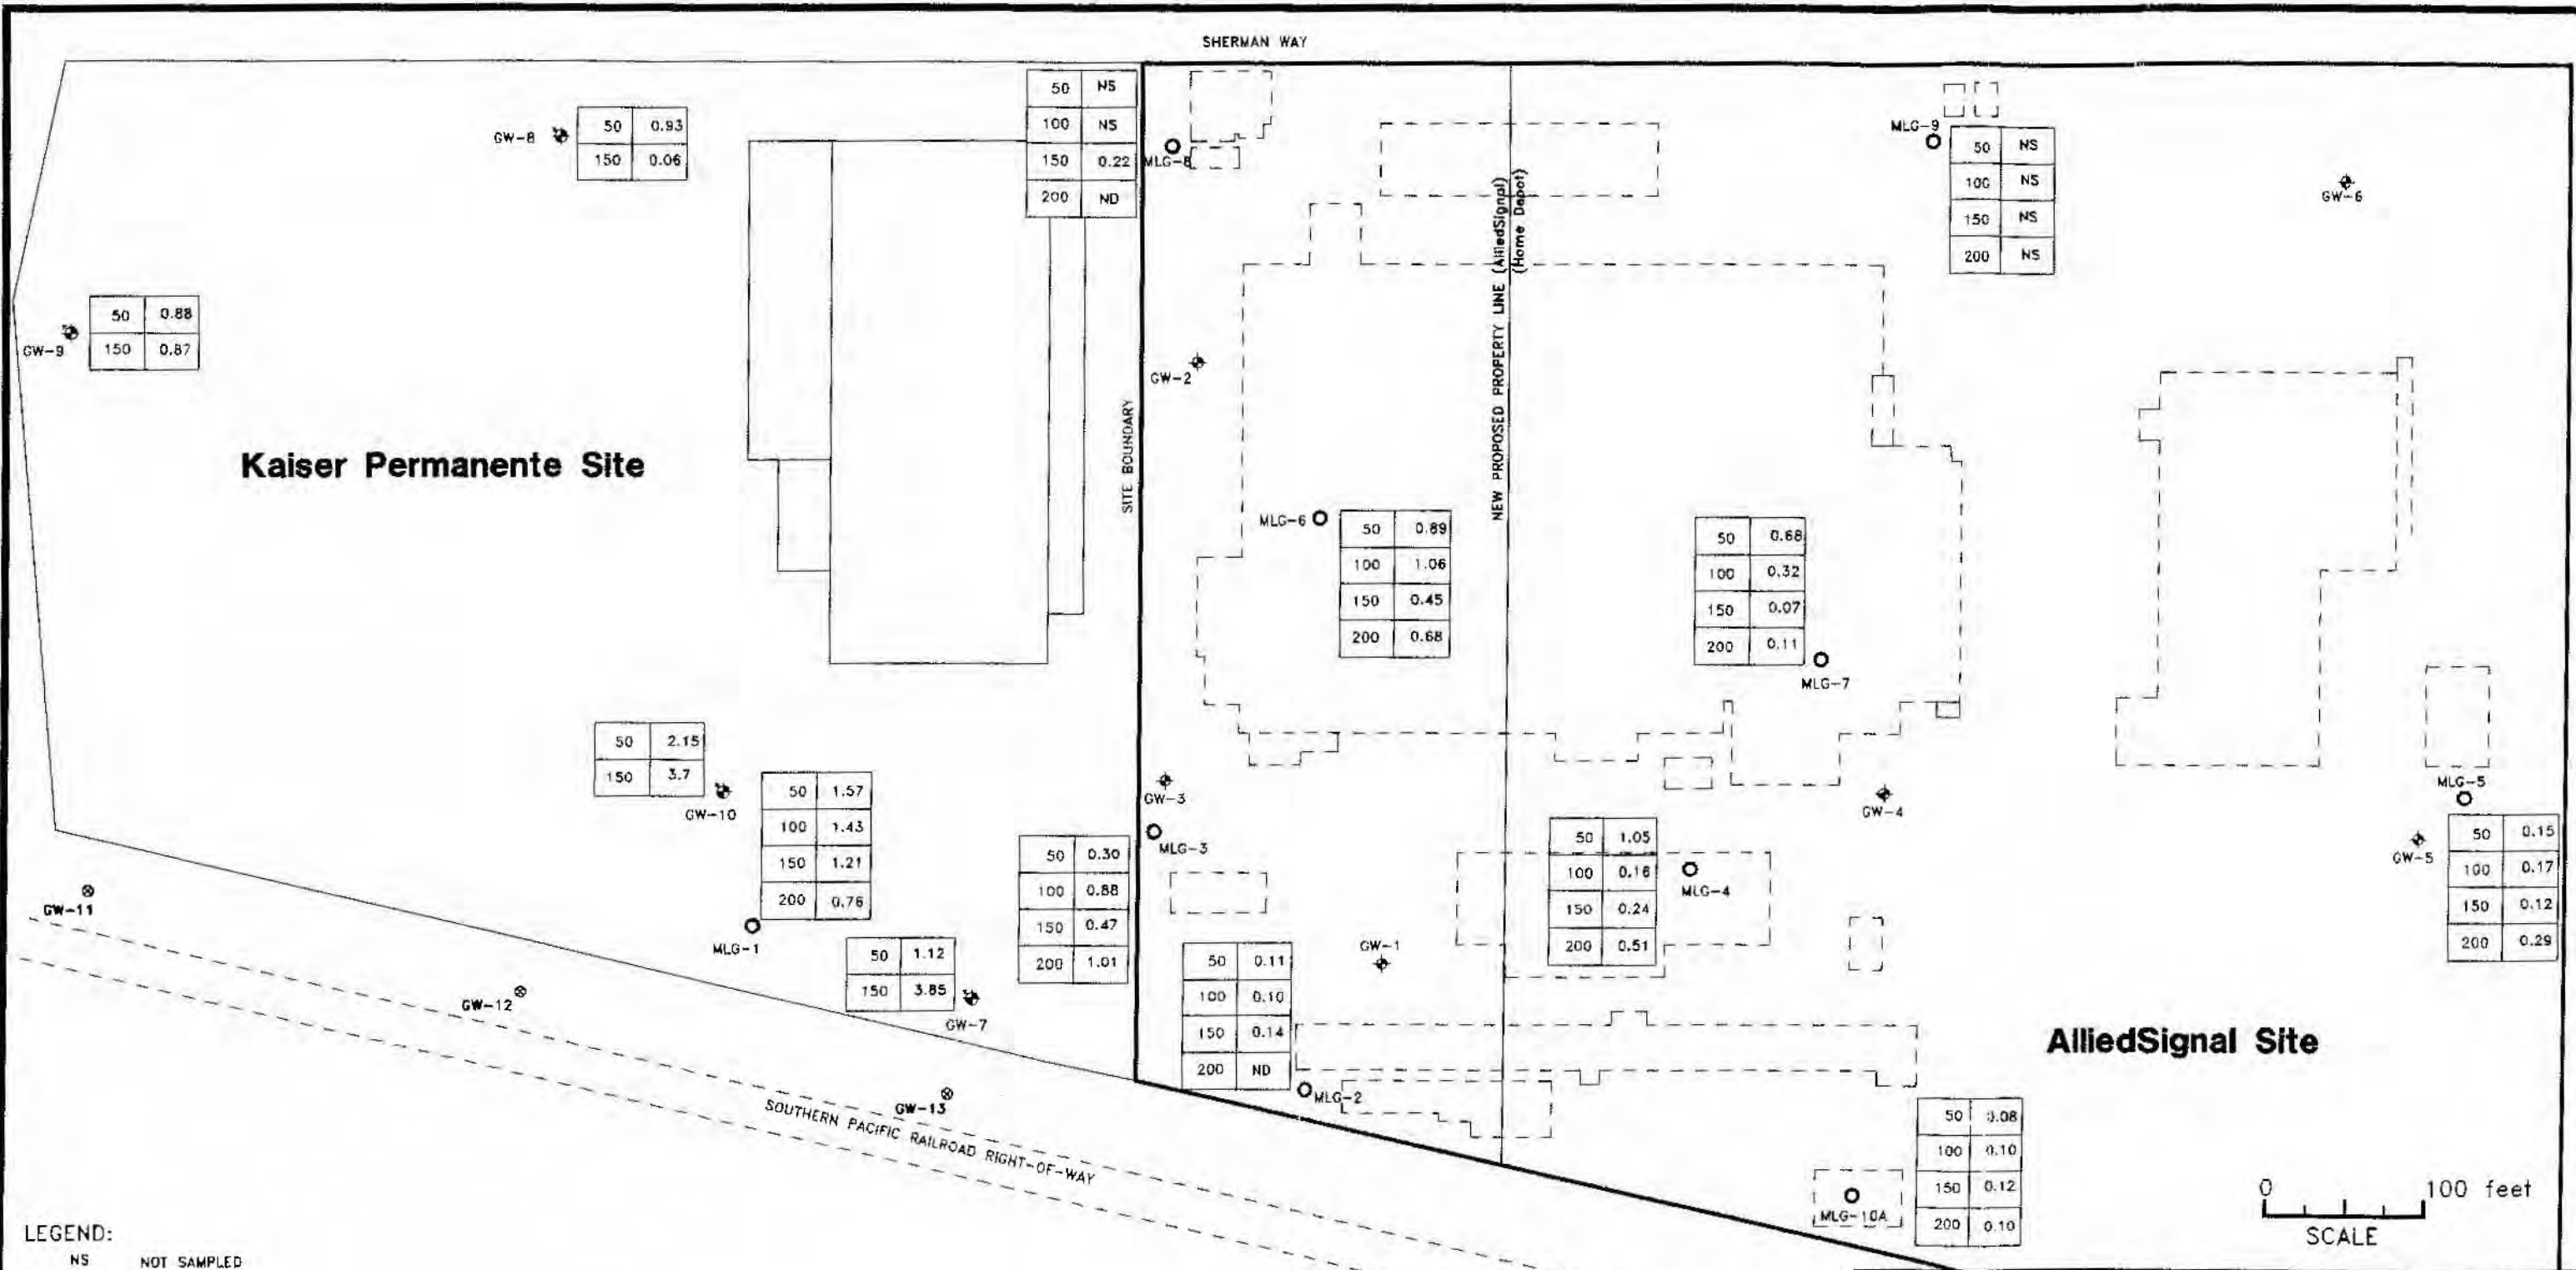 SHERMAN WAY
GW-8
50 0.93
150 0.06
50 NS
100 NS
150 0.22
200 ND
MLG-8
MLG-9
50 NS
100 NS
150 NS
200 NS
GW-6
GW-9
50 0.88
150 0.87
GW-2
Kaiser Permanente Site
SITE BOUNDARY
NEW PROPOSED PROPERTY LINE (AlliedSignal)
(Home Depot)
MLG-6
50 0.89
100 1.06
150 0.45
200 0.68
50 0.68
100 0.32
150 0.07
200 0.11
MLG-7
50 2.15
150 3.7
GW-10
50 1.57
100 1.43
150 1.21
200 0.76
MLG-1
GW-3
MLG-3
50 0.30
100 0.88
150 0.47
200 1.01
GW-4
50 1.05
100 0.16
150 0.24
200 0.51
MLG-4
MLG-5
GW-5
50 0.15
100 0.17
150 0.12
200 0.29
GW-11
GW-12
50 1.12
150 3.85
GW-7
GW-1
50 0.11
100 0.10
150 0.14
200 ND
MLG-2
AlliedSignal Site
GW-13
SOUTHERN PACIFIC RAILROAD RIGHT-OF-WAY
MLG-10A
50 0.08
100 0.10
150 0.12
200 0.10
0 100 feet
SCALE
LEGEND:
NS NOT SAMPLED